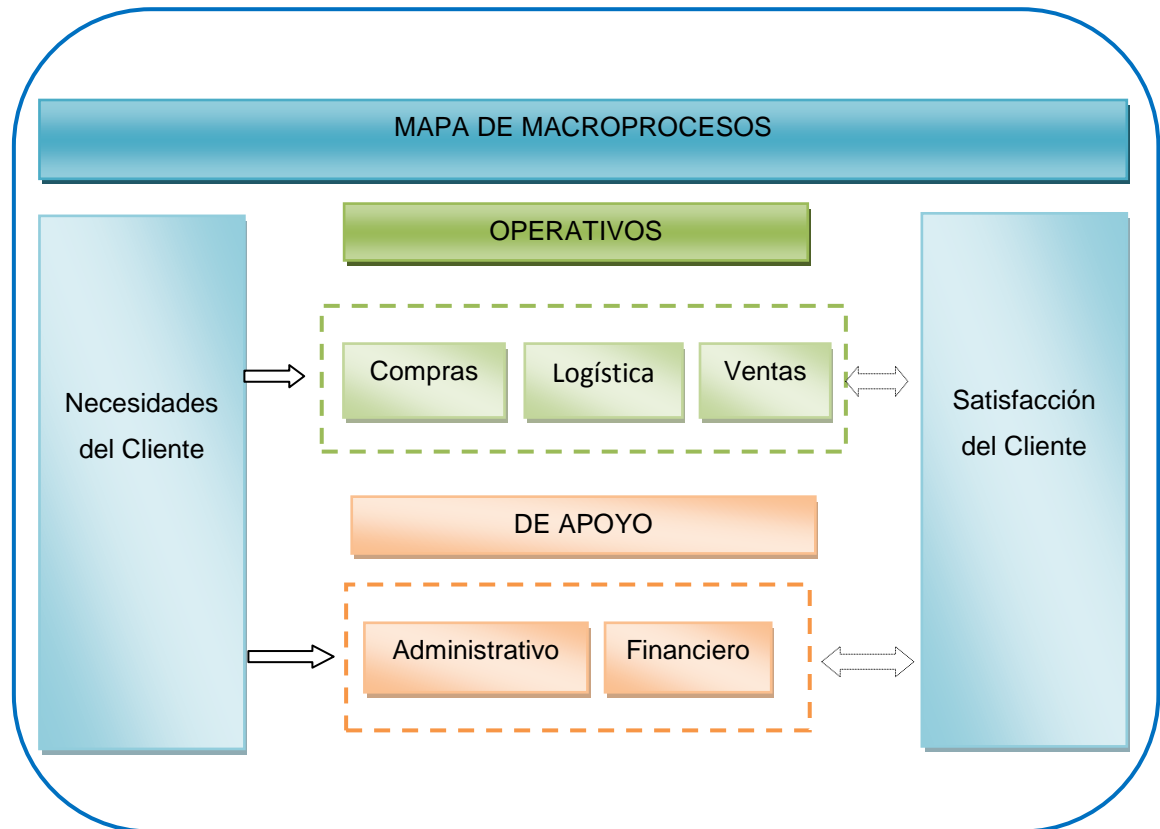 MAPA DE MACROPROCESOS
OPERATIVOS
Necesidades
del Cliente
Compras
Logística
Ventas
Satisfacción
del Cliente
DE APOYO
Administrativo
Financiero